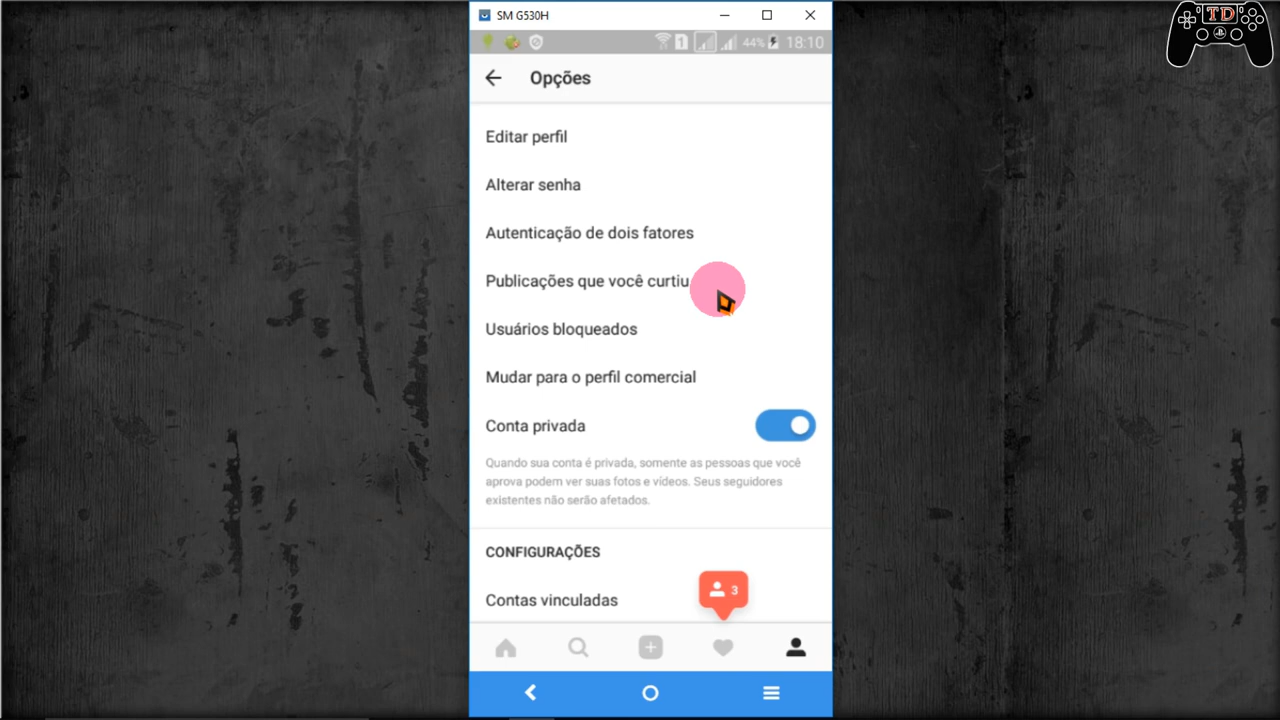 SM G530H
TD
1 44% 18:10
Opções
Editar perfil
Alterar senha
Autenticação de dois fatores
Publicações que você curtiu
Usuários bloqueados
Mudar para o perfil comercial
Conta privada
Quando sua conta é privada, somente as pessoas que você
aprova podem ver suas fotos e vídeos. Seus seguidores
existentes não serão afetados.
CONFIGURAÇÕES
3
Contas vinculadas